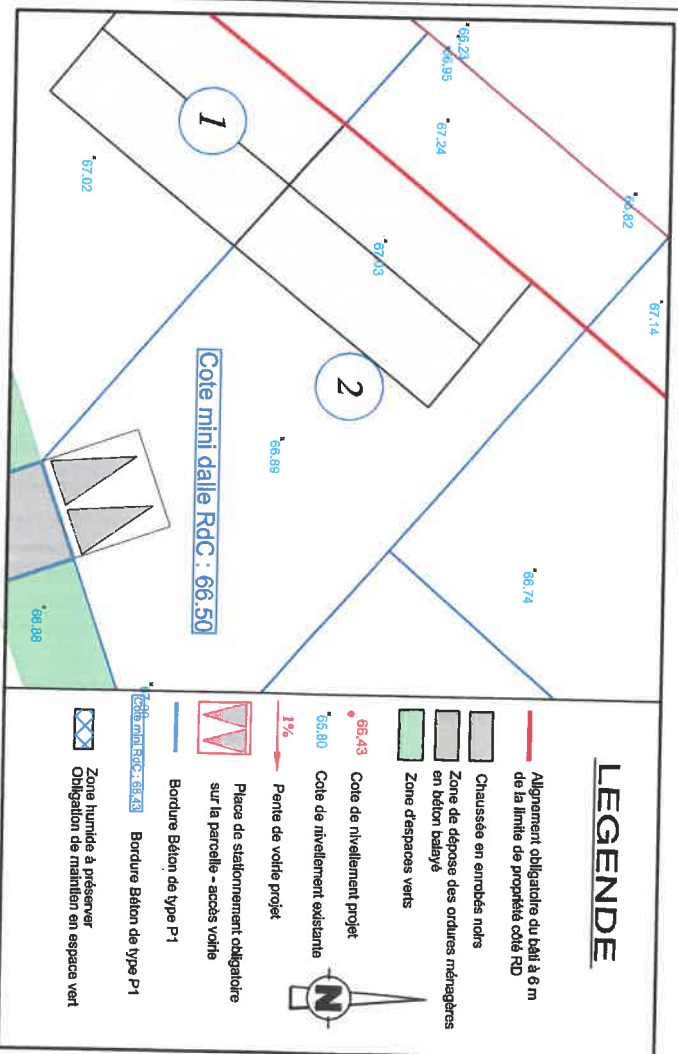 66.23
66.95
67.24
66.82
67.14
1
67.02
67.03
2
Cote mini dalle RdC : 66.50
66.89
66.74
66.88
LEGENDE
Alignement obligatoire du bâti à 6 m
de la limite de propriété côté RD
Chaussée en enrobés noirs
Zone de dépose des ordures ménagères
en béton balayé
Zone d'espaces verts
66.43
Cote de nivellement projet
65.80
Cote de nivellement existante
1%
Pente de voirie projet
Place de stationnement obligatoire
sur la parcelle - accès voirie
Bordure Béton de type P1
Cote mini RdC : 66.43
Bordure Béton de type P1
Zone humide à préserver
Obligation de maintien en espace vert
N